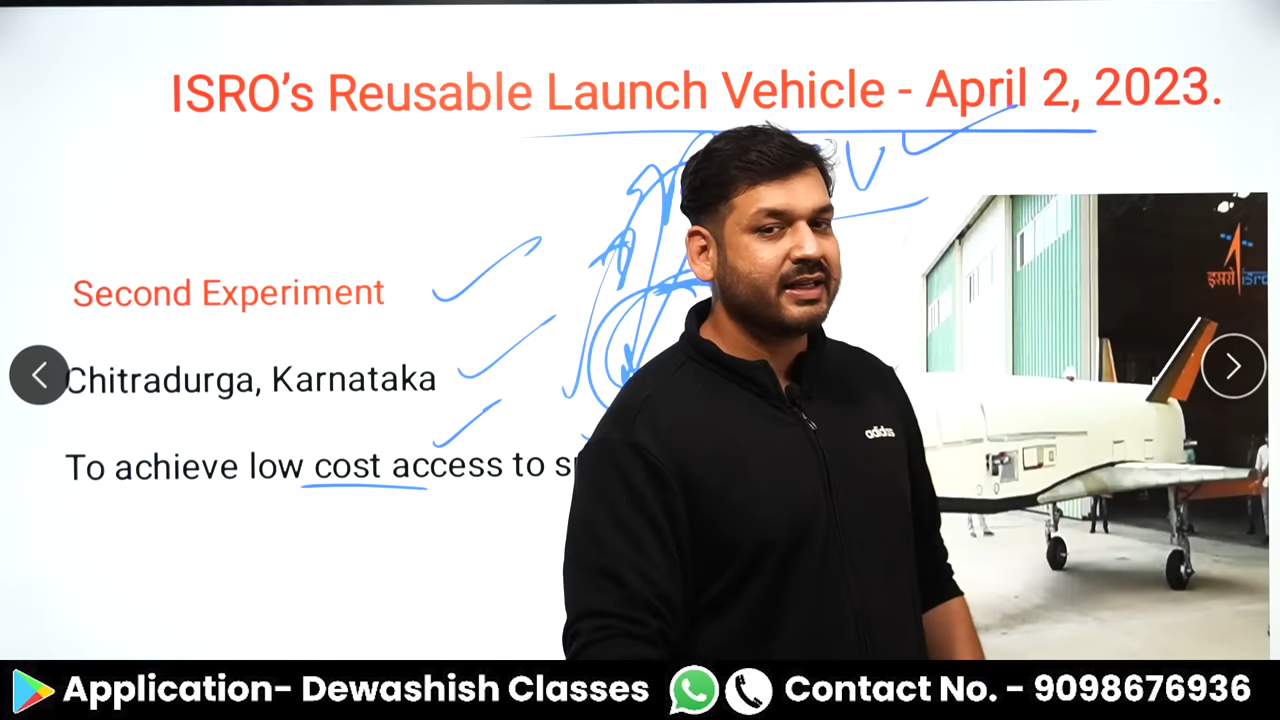 ISRO’s Reusable Launch Vehicle - April 2, 2023.
V
Second Experiment
Chitradurga, Karnataka
To achieve low cost access to
इसरो isro
adidas
Application- Dewashish Classes Contact No. - 9098676936